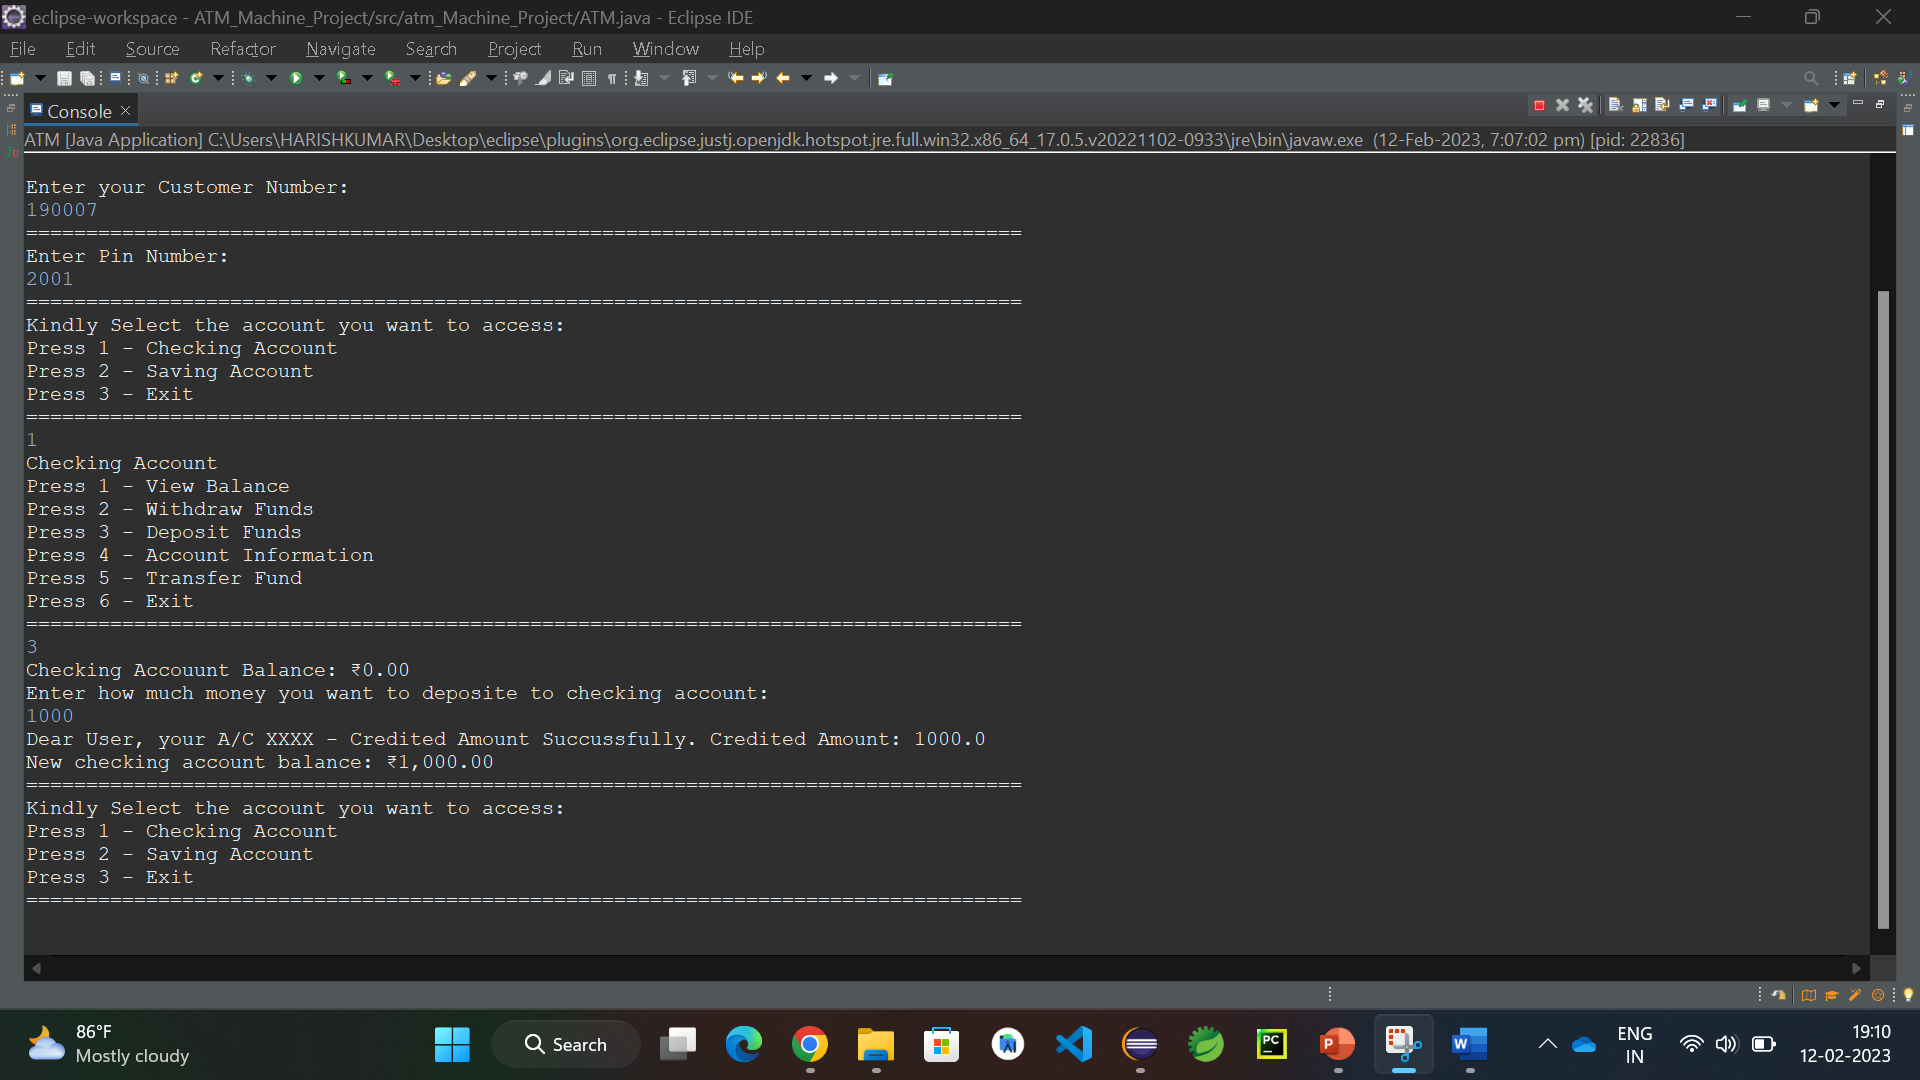 eclipse-workspace - ATM_Machine_Project/src/atm_Machine_Project/ATM.java - Eclipse IDE
File Edit Source Refactor Navigate Search Project Run Window Help
Console
ATM [Java Application] C:\Users\HARISHKUMAR\Desktop\eclipse\plugins\org.eclipse.justj.openjdk.hotspot.jre.full.win32.x86_64_17.0.5.v20221102-0933\jre\bin\javaw.exe (12-Feb-2023, 7:07:02 pm) [pid: 22836]
Enter your Customer Number:
190007
===================================================================================
Enter Pin Number:
2001
===================================================================================
Kindly Select the account you want to access:
Press 1 - Checking Account
Press 2 - Saving Account
Press 3 - Exit
===================================================================================
1
Checking Account
Press 1 - View Balance
Press 2 - Withdraw Funds
Press 3 - Deposit Funds
Press 4 - Account Information
Press 5 - Transfer Fund
Press 6 - Exit
===================================================================================
3
Checking Accouunt Balance: ₹0.00
Enter how much money you want to deposite to checking account:
1000
Dear User, your A/C XXXX - Credited Amount Succussfully. Credited Amount: 1000.0
New checking account balance: ₹1,000.00
===================================================================================
Kindly Select the account you want to access:
Press 1 - Checking Account
Press 2 - Saving Account
Press 3 - Exit
===================================================================================
86°F
Mostly cloudy
Search
PC
P
W
ENG
IN
19:10
12-02-2023